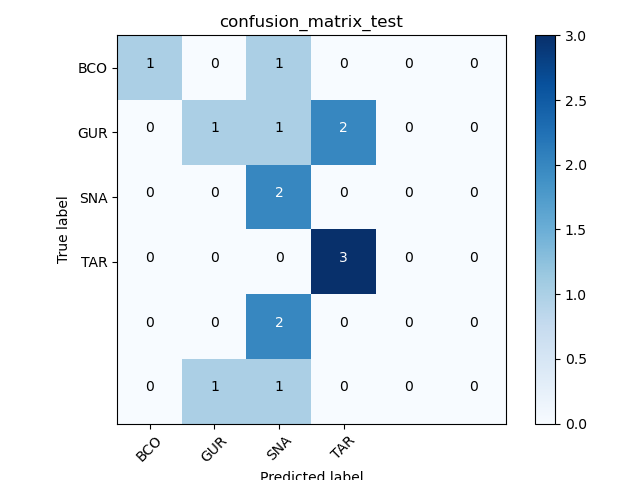 confusion_matrix_test
BCO 1 0 1 0 0 0
GUR 0 1 1 2 0 0
SNA 0 0 2 0 0 0
TAR 0 0 0 3 0 0
0 0 2 0 0 0
0 1 1 0 0 0
BCO GUR SNA TAR
True label
Predicted label
3.0
2.5
2.0
1.5
1.0
0.5
0.0